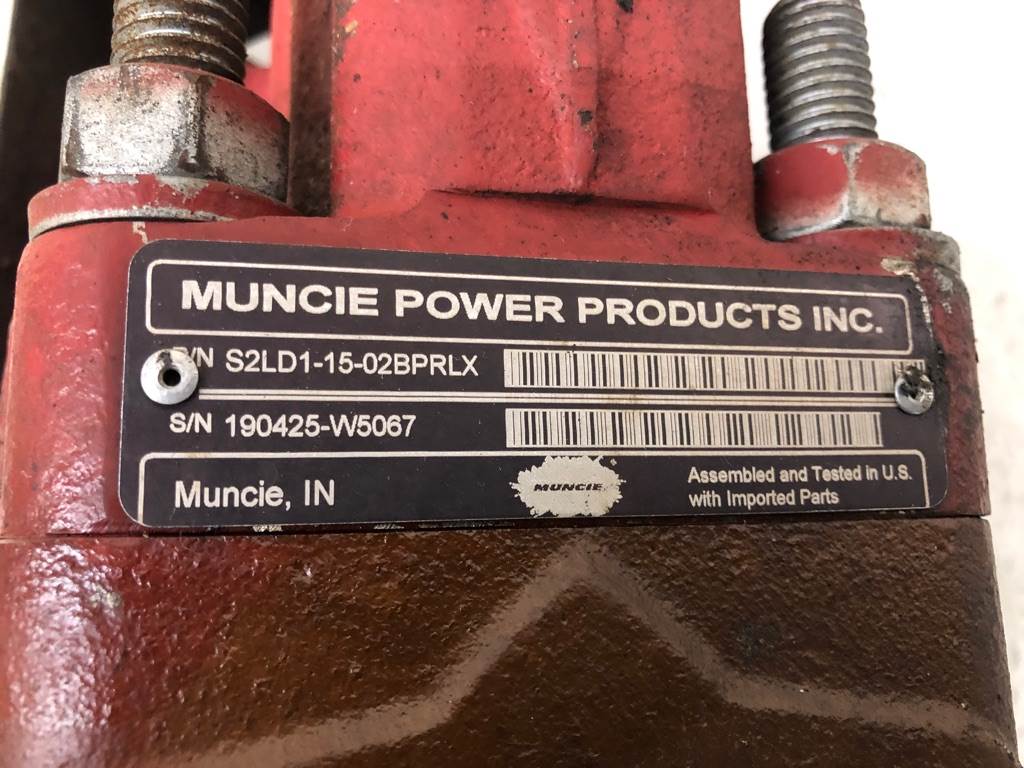 MUNCIE POWER PRODUCTS INC.
S2LD1-15-02BPRLX
S/N 190425-W5067
Muncie, IN
MUNCIE
Assembled and Tested in U.S.
with Imported Parts